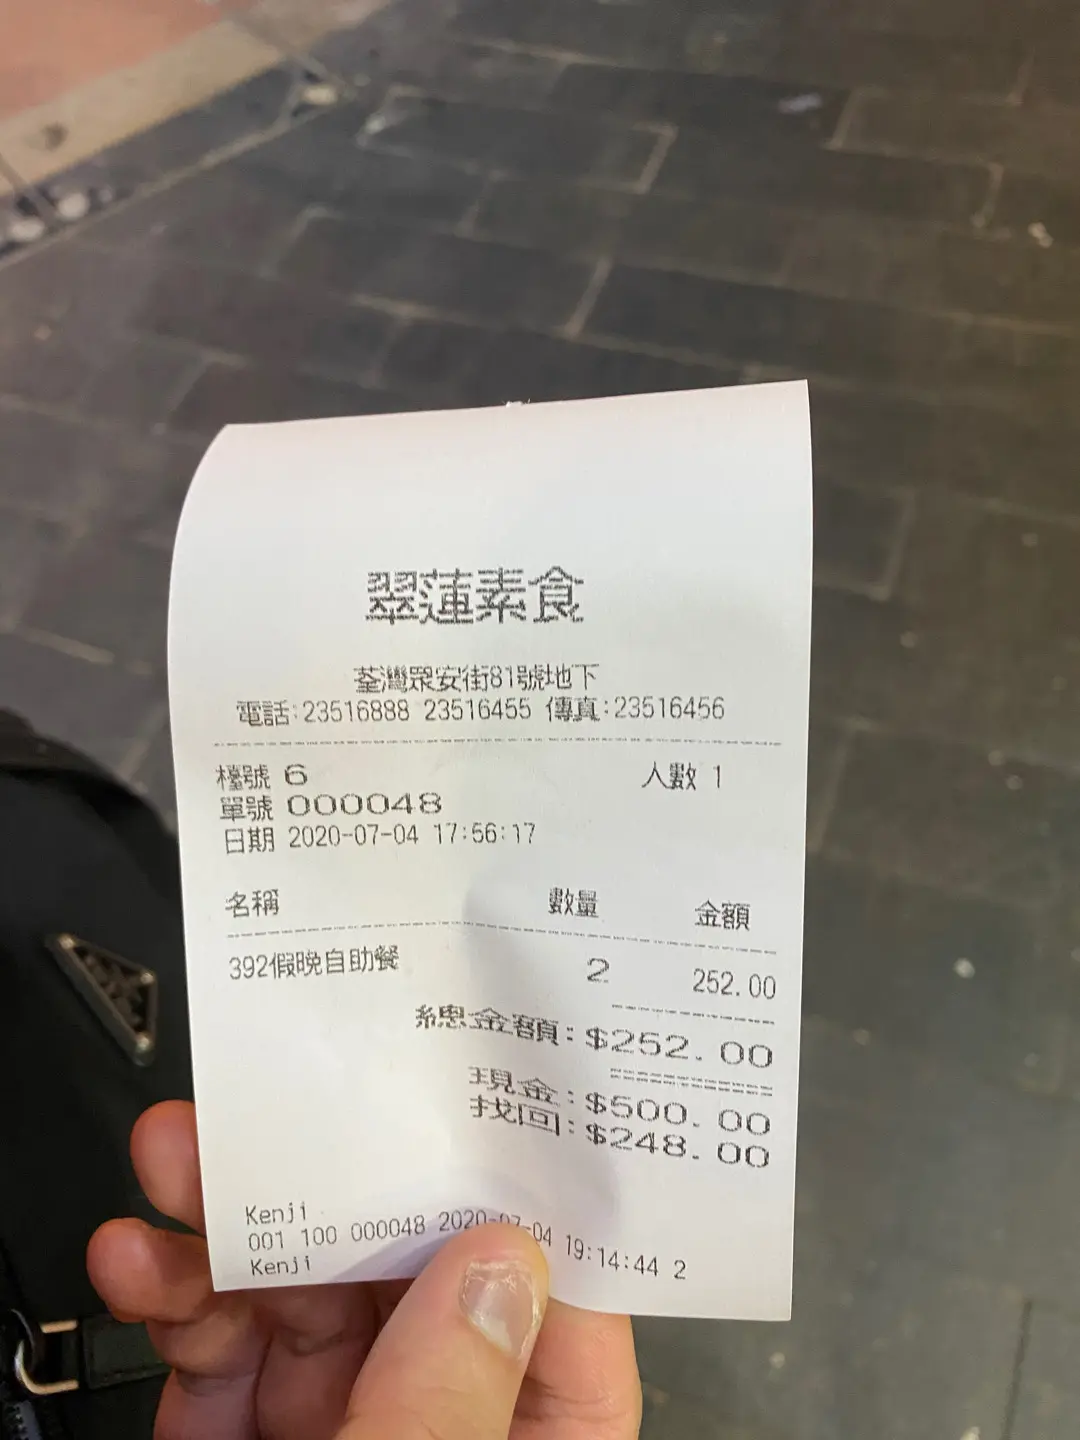 翠蓮素食
荃灣眾安街81號地下
電話:23516888 23516455 傳真:23516456
檯號 6 人數 1
單號 000048
日期 2020-07-04 17:56:17
名稱 數量 金額
392假晚自助餐 2 252.00
總金額:$252.00
現金:$500.00
找回:$248.00
Kenji
001 100 000048 2020-07-04 19:14:44 2
Kenji